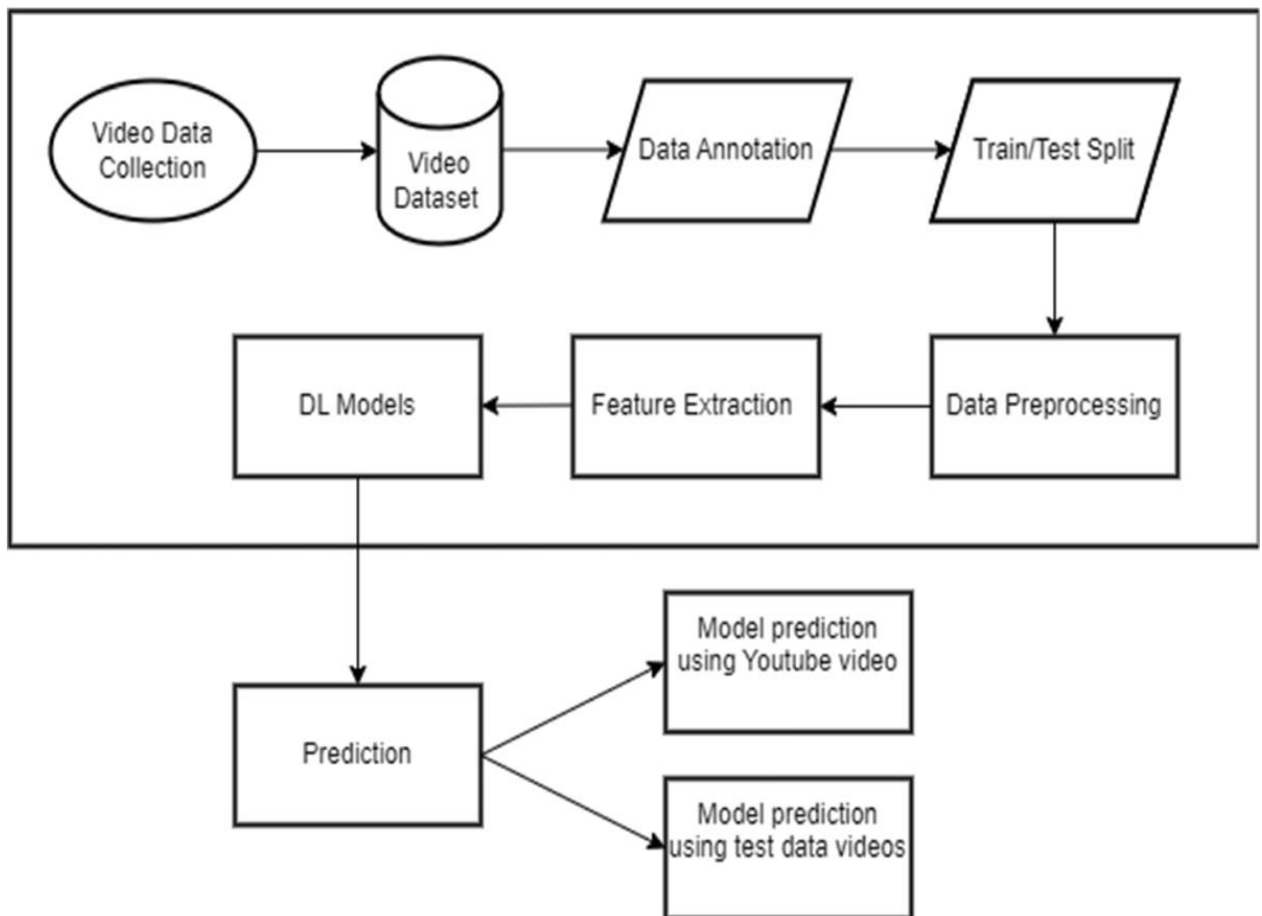 Video Data
Collection
Video
Dataset
Data Annotation
Train/Test Split
Data Preprocessing
Feature Extraction
DL Models
Prediction
Model prediction
using Youtube video
Model prediction
using test data videos